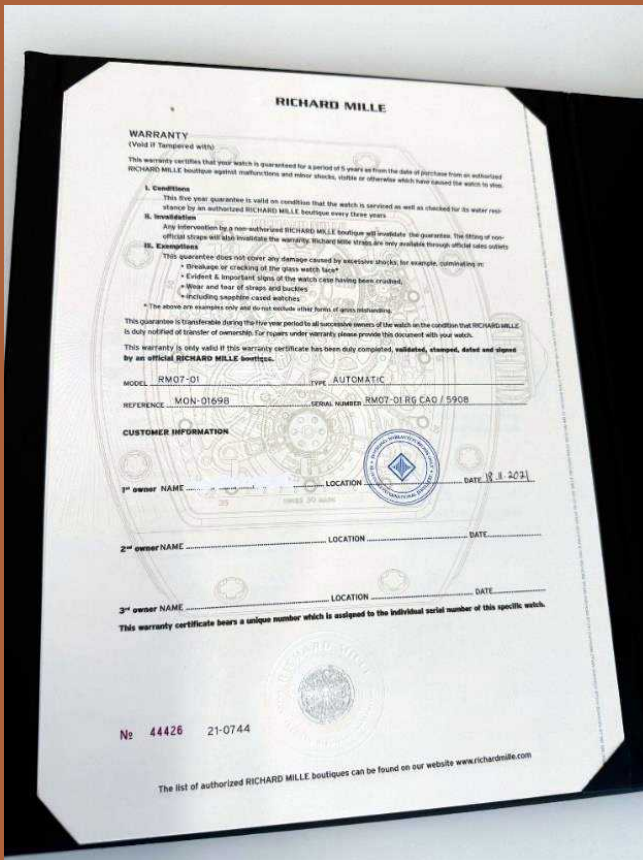 RICHARD MILLE
WARRANTY
(Void if Tampered with)
This warranty certifies that your watch is guaranteed for a period of 5 years as from the date of purchase from an authorized
RICHARD MILLE boutique against malfunctions and minor shocks, visible or otherwise which have caused the watch to stop.
I. Conditions
This five year guarantee is valid on condition that the watch is serviced as well as checked for its water resi-
stance by an authorized RICHARD MILLE boutique every three years
II. Invalidation
Any intervention by a non-authorized RICHARD MILLE boutique will invalidate the guarantee. The fitting of non-
official straps will also invalidate the warranty. Richard Mille straps are only available through official sales outlets
III. Exemptions
This guarantee does not cover any damage caused by excessive shocks, for example, culminating in:
• Breakage or cracking of the glass watch face*
• Evident & important signs of the watch case having been crushed,
• Wear and tear of straps and buckles
• Including sapphire cased watches
* The above are examples only and do not exclude other forms of gross mishandling.
This guarantee is transferable during the five year period to all successive owners of the watch on the condition that RICHARD MILLE
is duly notified of transfer of ownership. For repairs under warranty please provide this document with your watch.
This warranty is only valid if this warranty certificate has been duly completed, validated, stamped, dated and signed
by an official RICHARD MILLE boutique.
MODEL RM07-01 TYPE AUTOMATIC
REFERENCE MON-01698 SERIAL NUMBER RM07-01 RG CAO / 5908
CUSTOMER INFORMATION
1st owner NAME LOCATION DATE 18.11.2021
2nd owner NAME LOCATION DATE
3rd owner NAME LOCATION DATE
This warranty certificate bears a unique number which is assigned to the individual serial number of this specific watch.
RICHARD MILLE
№ 44426 21-0744
The list of authorized RICHARD MILLE boutiques can be found on our website www.richardmille.com